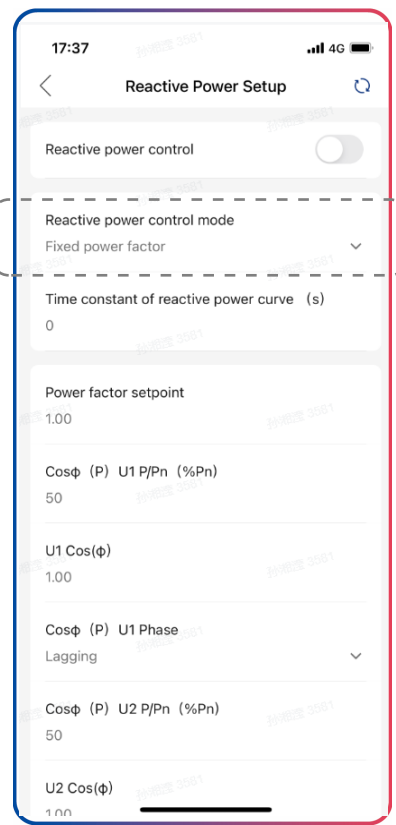 17:37
4G
Reactive Power Setup
Reactive power control
Reactive power control mode
Fixed power factor
Time constant of reactive power curve （s）
0
Power factor setpoint
1.00
Cosφ（P）U1 P/Pn（%Pn）
50
U1 Cos(φ)
1.00
Cosφ（P）U1 Phase
Lagging
Cosφ（P）U2 P/Pn（%Pn）
50
U2 Cos(φ)
1.00